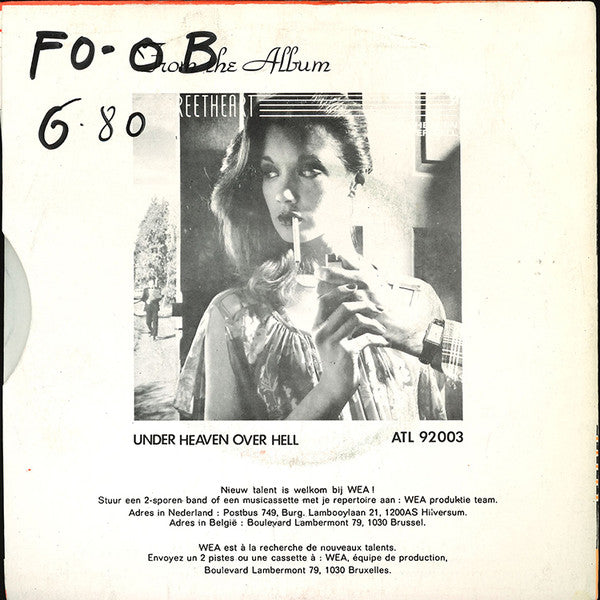 FO-OB
From the Album
6.80
REETHEART
UNDER HEAVEN OVER HELL
ATL 92003
Nieuw talent is welkom bij WEA !
Stuur een 2-sporen band of een musicassette met je repertoire aan : WEA produktie team.
Adres in Nederland : Postbus 749, Burg. Lambooylaan 21, 1200AS Hilversum.
Adres in België : Boulevard Lambermont 79, 1030 Brussel.
WEA est à la recherche de nouveaux talents.
Envoyez un 2 pistes ou une cassette à : WEA, équipe de production,
Boulevard Lambermont 79, 1030 Bruxelles.